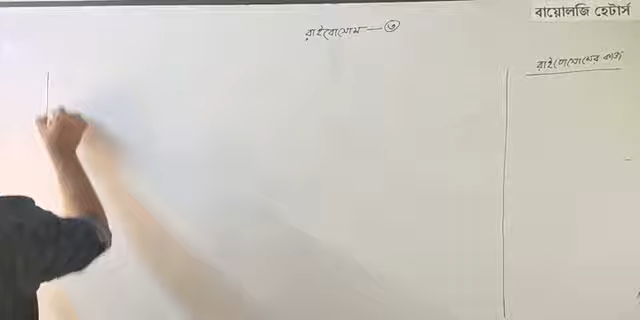 বায়োলজি হেটার্স
রাইবোসোম — ৩
রাইবোসোমের কাজ